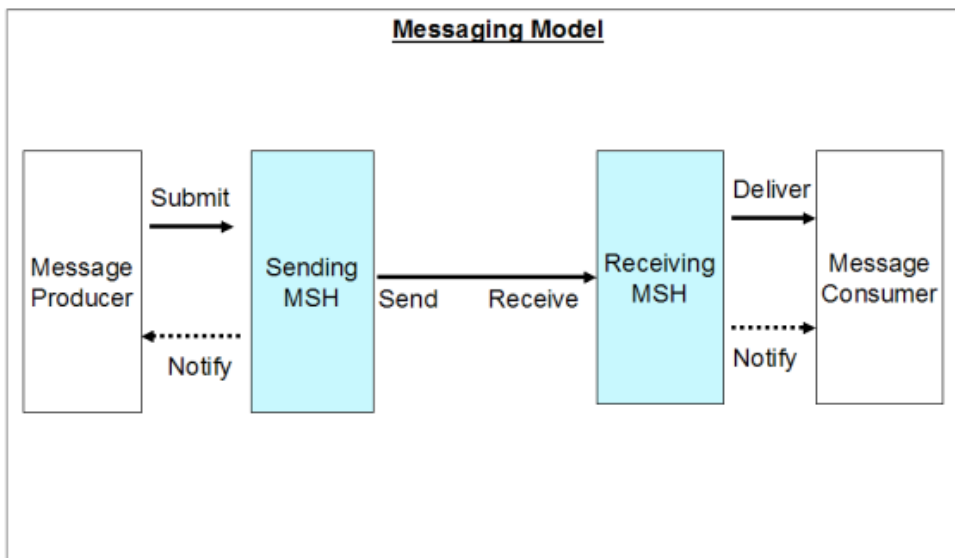 Messaging Model
Submit
Deliver
Message
Producer
Sending
MSH
Receiving
MSH
Message
Consumer
Send
Receive
Notify
Notify